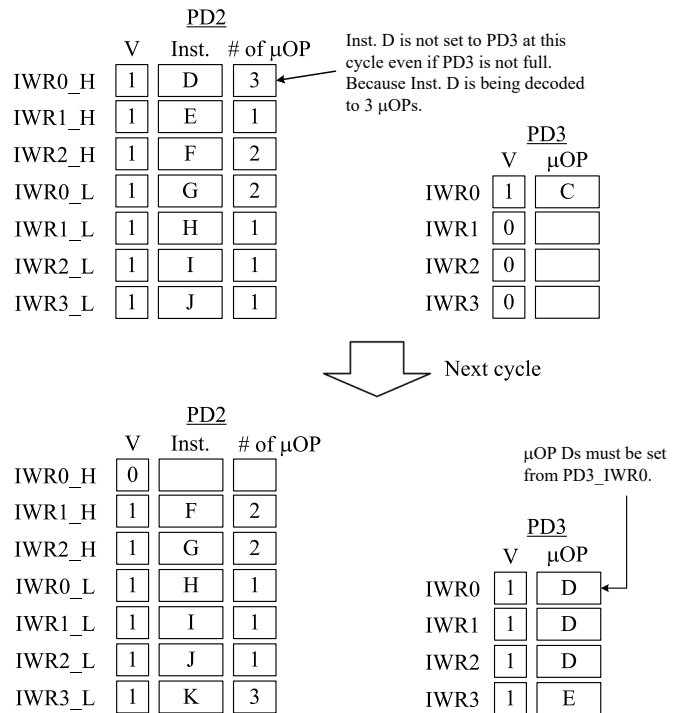 PD2
V Inst. # of μOP
IWR0_H 1 D 3
IWR1_H 1 E 1
IWR2_H 1 F 2
IWR0_L 1 G 2
IWR1_L 1 H 1
IWR2_L 1 I 1
IWR3_L 1 J 1
Inst. D is not set to PD3 at this
cycle even if PD3 is not full.
Because Inst. D is being decoded
to 3 μOPs.
PD3
V μOP
IWR0 1 C
IWR1 0
IWR2 0
IWR3 0
Next cycle
PD2
V Inst. # of μOP
IWR0_H 0
IWR1_H 1 F 2
IWR2_H 1 G 2
IWR0_L 1 H 1
IWR1_L 1 I 1
IWR2_L 1 J 1
IWR3_L 1 K 3
μOP Ds must be set
from PD3_IWR0.
PD3
V μOP
IWR0 1 D
IWR1 1 D
IWR2 1 D
IWR3 1 E